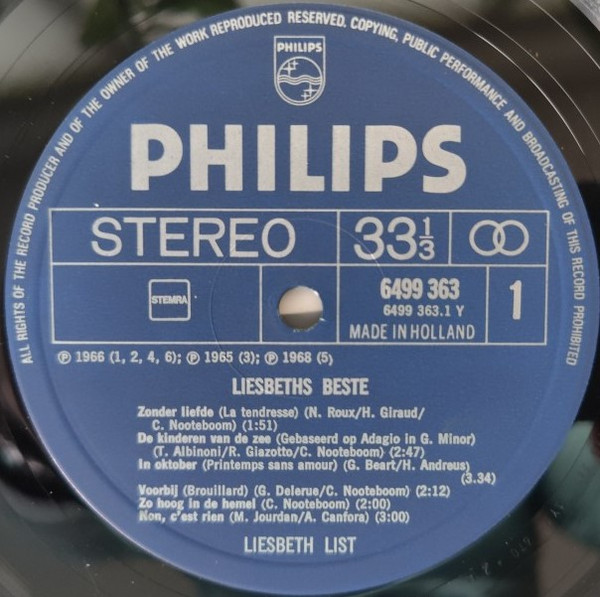 ALL RIGHTS OF THE RECORD PRODUCER AND OF THE OWNER OF THE WORK REPRODUCED RESERVED. COPYING, PUBLIC PERFORMANCE AND BROADCASTING OF THIS RECORD PROHIBITED
PHILIPS
PHILIPS
STEREO 33 1/3
STEMRA 6499 363 1
6499 363.1 Y
MADE IN HOLLAND
℗ 1966 (1, 2, 4, 6); ℗ 1965 (3); ℗ 1968 (5)
LIESBETHS BESTE
Zonder liefde (La tendresse) (N. Roux/H. Giraud/
C. Nooteboom) (1:51)
De kinderen van de zee (Gebaseerd op Adagio in G. Minor)
(T. Albinoni/R. Giazotto/C. Nooteboom) (2:47)
In oktober (Printemps sans amour) (G. Beart/H. Andreus)
(3.34)
Voorbij (Brouillard) (G. Delerue/C. Nooteboom) (2:12)
Zo hoog in de hemel (C. Nooteboom) (2:00)
Non, c'est rien (M. Jourdan/A. Canfora) (3:00)
LIESBETH LIST